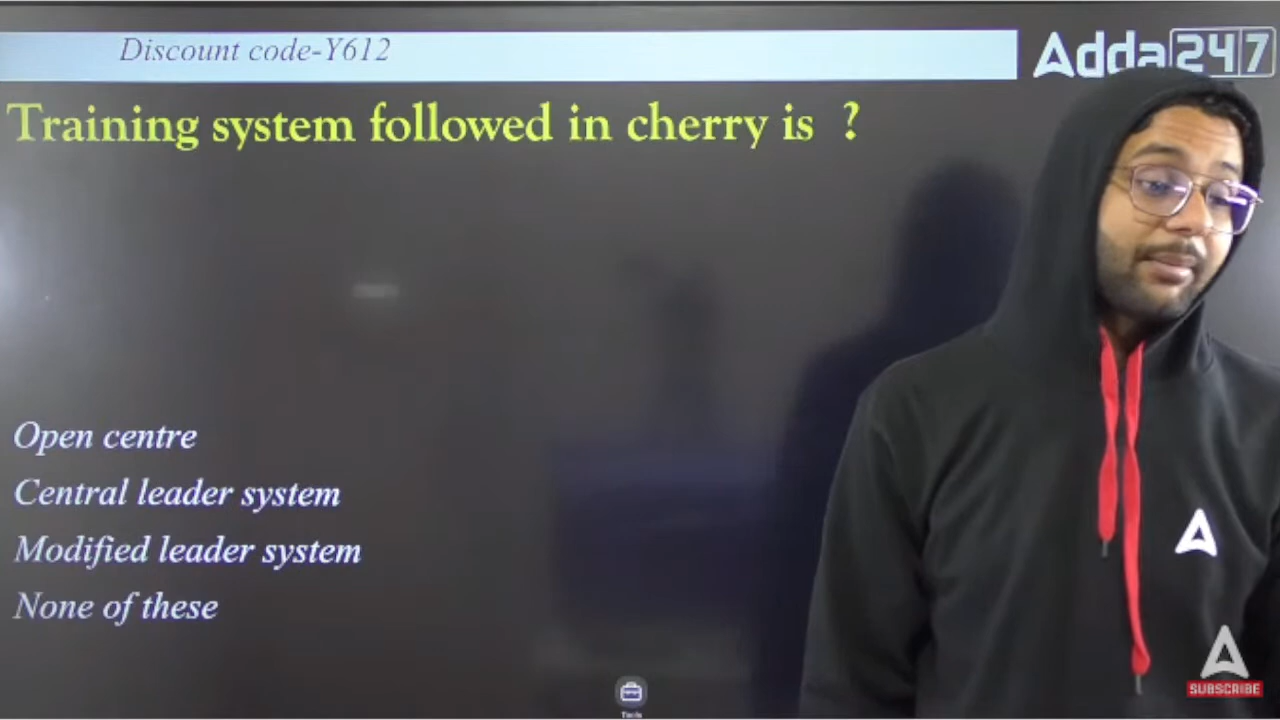 Discount code-Y612
Adda247
Training system followed in cherry is ?
Open centre
Central leader system
Modified leader system
None of these
SUBSCRIBE
Tools